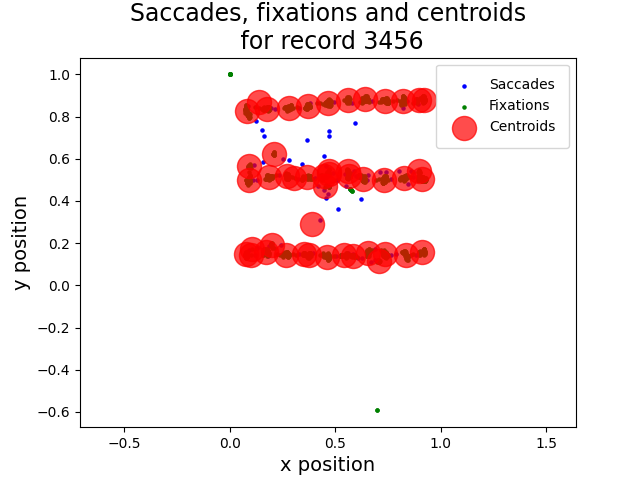 Saccades, fixations and centroids
for record 3456
Saccades
Fixations
Centroids
1.0
0.8
0.6
0.4
0.2
0.0
−0.2
−0.4
−0.6
y position
−0.5
0.0
0.5
1.0
1.5
x position